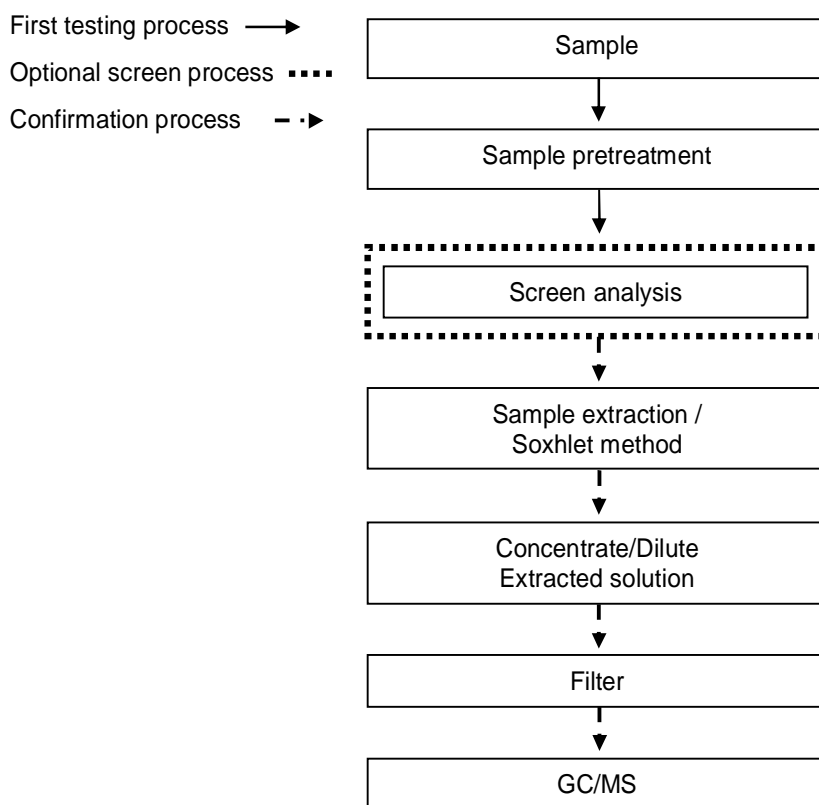 First testing process
Optional screen process
Confirmation process
Sample
Sample pretreatment
Screen analysis
Sample extraction /
Soxhlet method
Concentrate/Dilute
Extracted solution
Filter
GC/MS